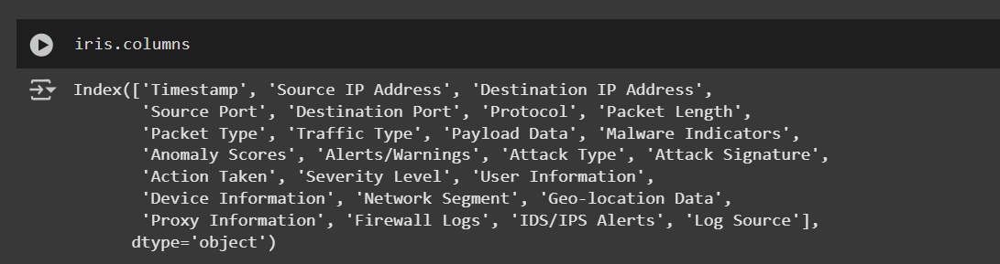 iris.columns
Index(['Timestamp', 'Source IP Address', 'Destination IP Address',
'Source Port', 'Destination Port', 'Protocol', 'Packet Length',
'Packet Type', 'Traffic Type', 'Payload Data', 'Malware Indicators',
'Anomaly Scores', 'Alerts/Warnings', 'Attack Type', 'Attack Signature',
'Action Taken', 'Severity Level', 'User Information',
'Device Information', 'Network Segment', 'Geo-location Data',
'Proxy Information', 'Firewall Logs', 'IDS/IPS Alerts', 'Log Source'],
dtype='object')